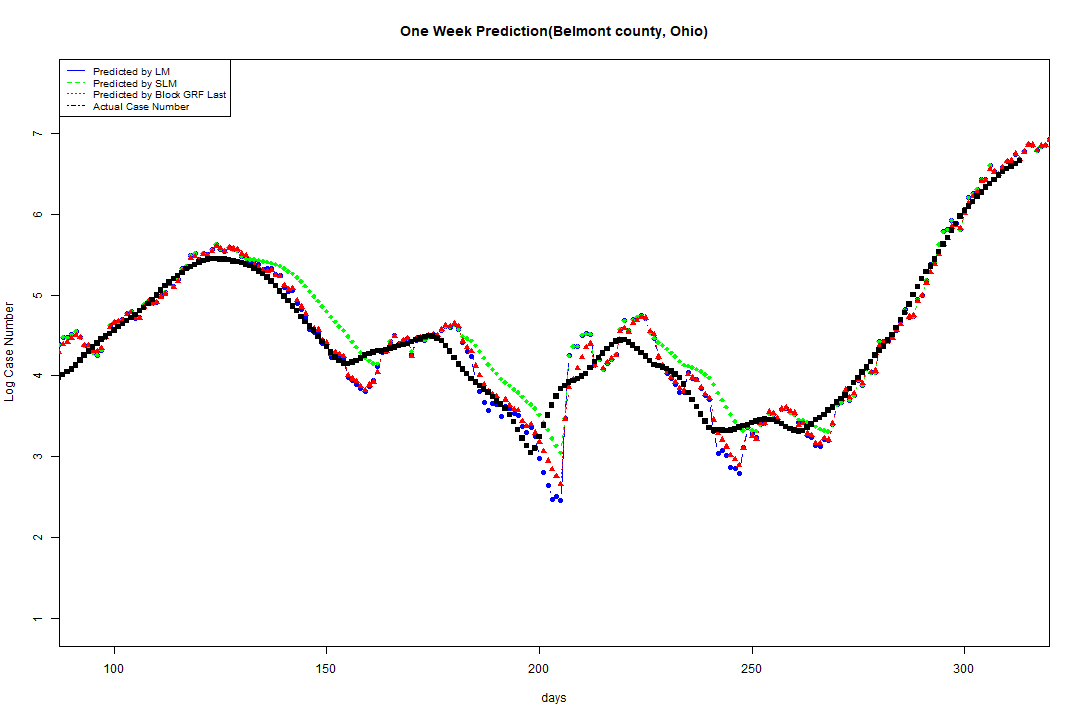 One Week Prediction(Belmont county, Ohio)
Predicted by LM
Predicted by SLM
Predicted by Block GRF Last
Actual Case Number
7
6
5
4
3
2
1
Log Case Number
100 150 200 250 300
days